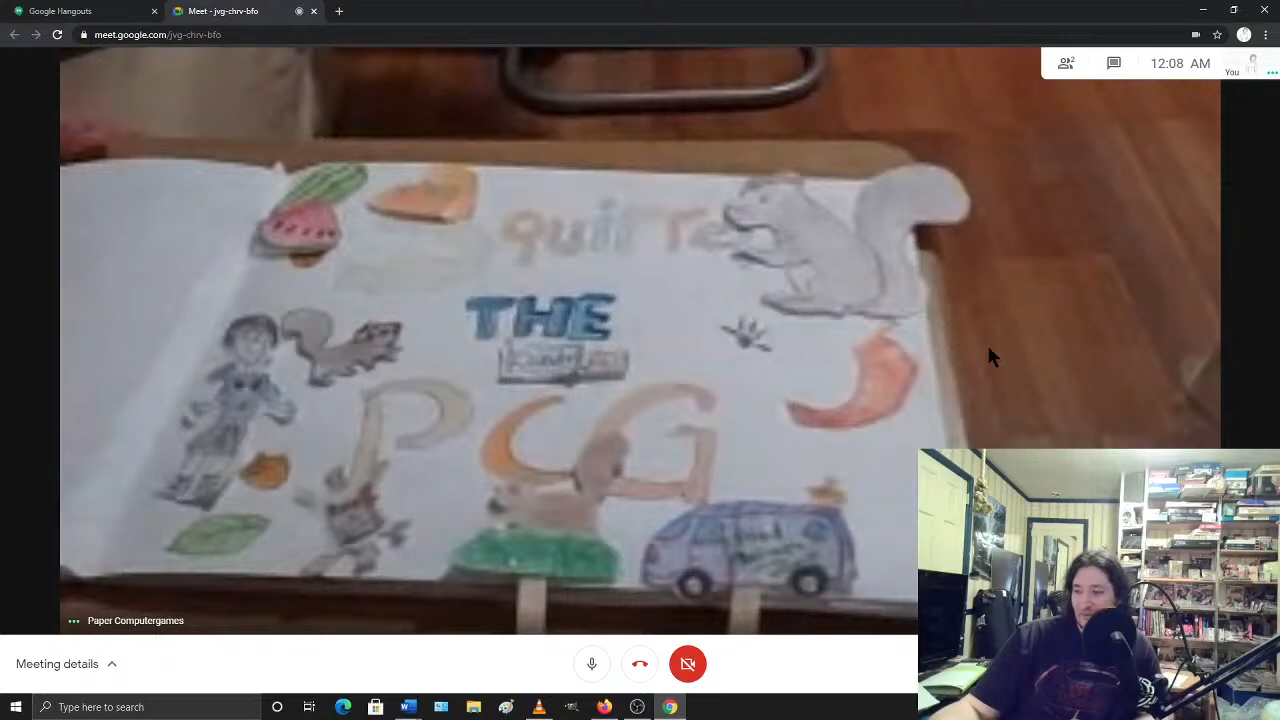 Google Hangouts
Meet - jvg-chrv-bfo
meet.google.com/jvg-chrv-bfo
2
12:08 AM
You
THE
PCG
Paper Computergames
Meeting details
Type here to search